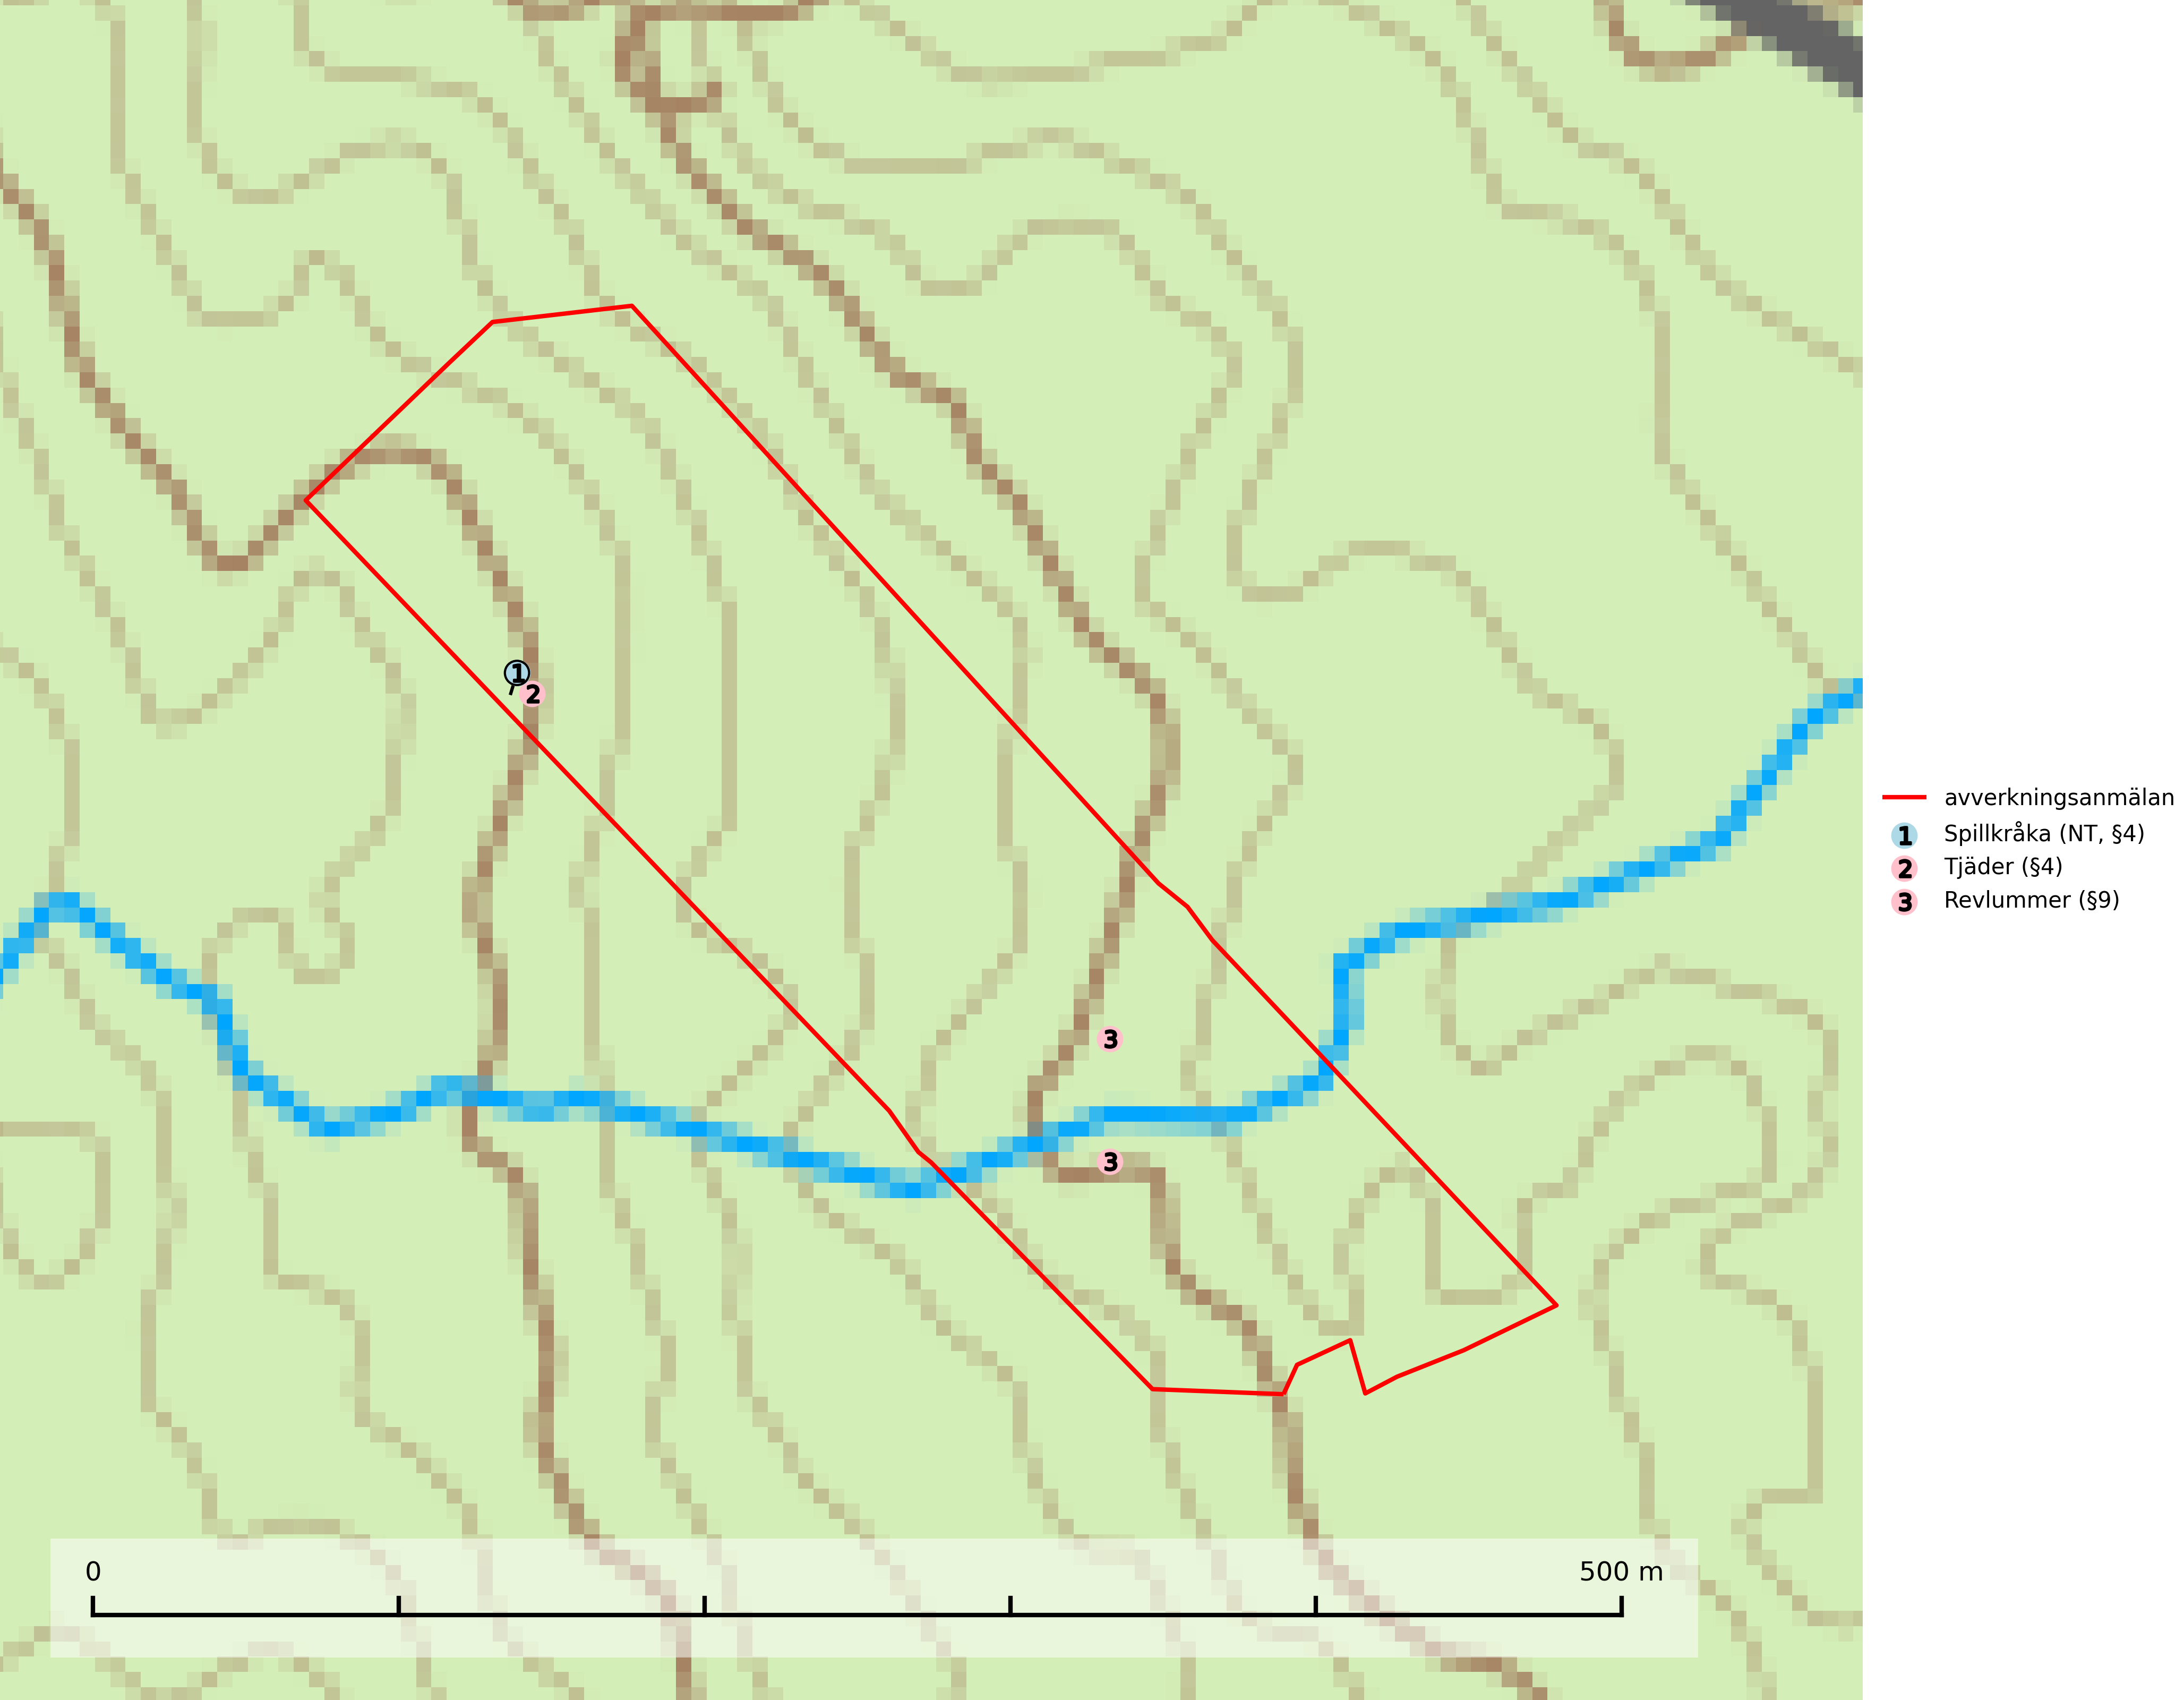 1
2
3
3
avverkningsanmälan
1 Spillkråka (NT, §4)
2 Tjäder (§4)
3 Revlummer (§9)
0 500 m